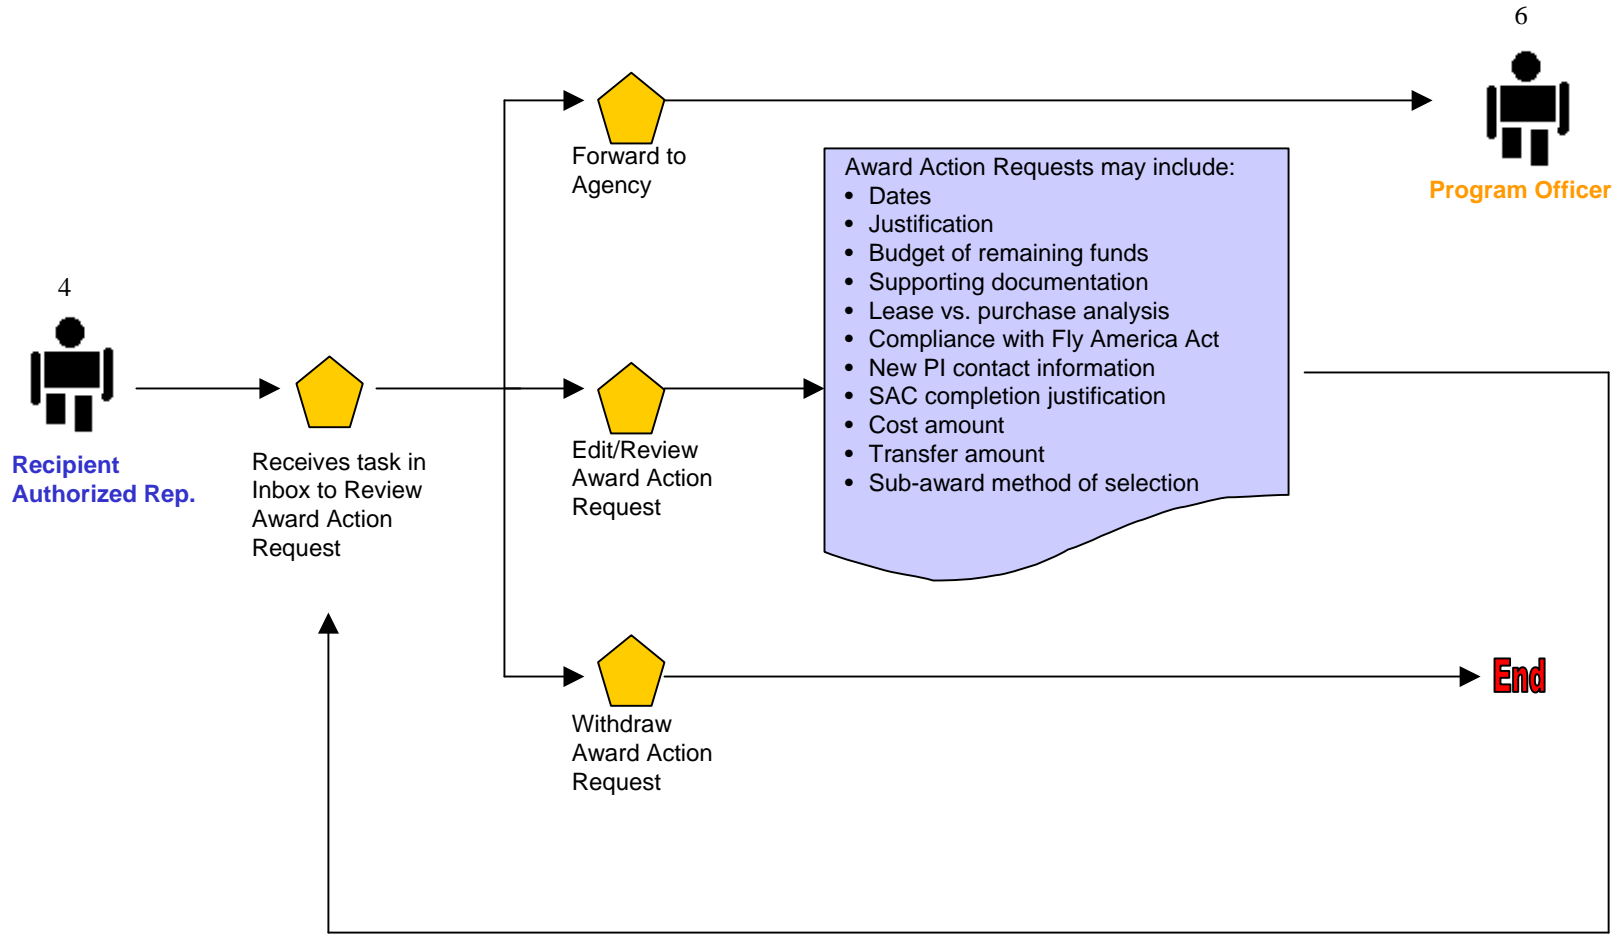 6
Program Officer
Forward to
Agency
Award Action Requests may include:
• Dates
• Justification
• Budget of remaining funds
• Supporting documentation
• Lease vs. purchase analysis
• Compliance with Fly America Act
• New PI contact information
• SAC completion justification
• Cost amount
• Transfer amount
• Sub-award method of selection
4
Recipient
Authorized Rep.
Receives task in
Inbox to Review
Award Action
Request
Edit/Review
Award Action
Request
Withdraw
Award Action
Request
End